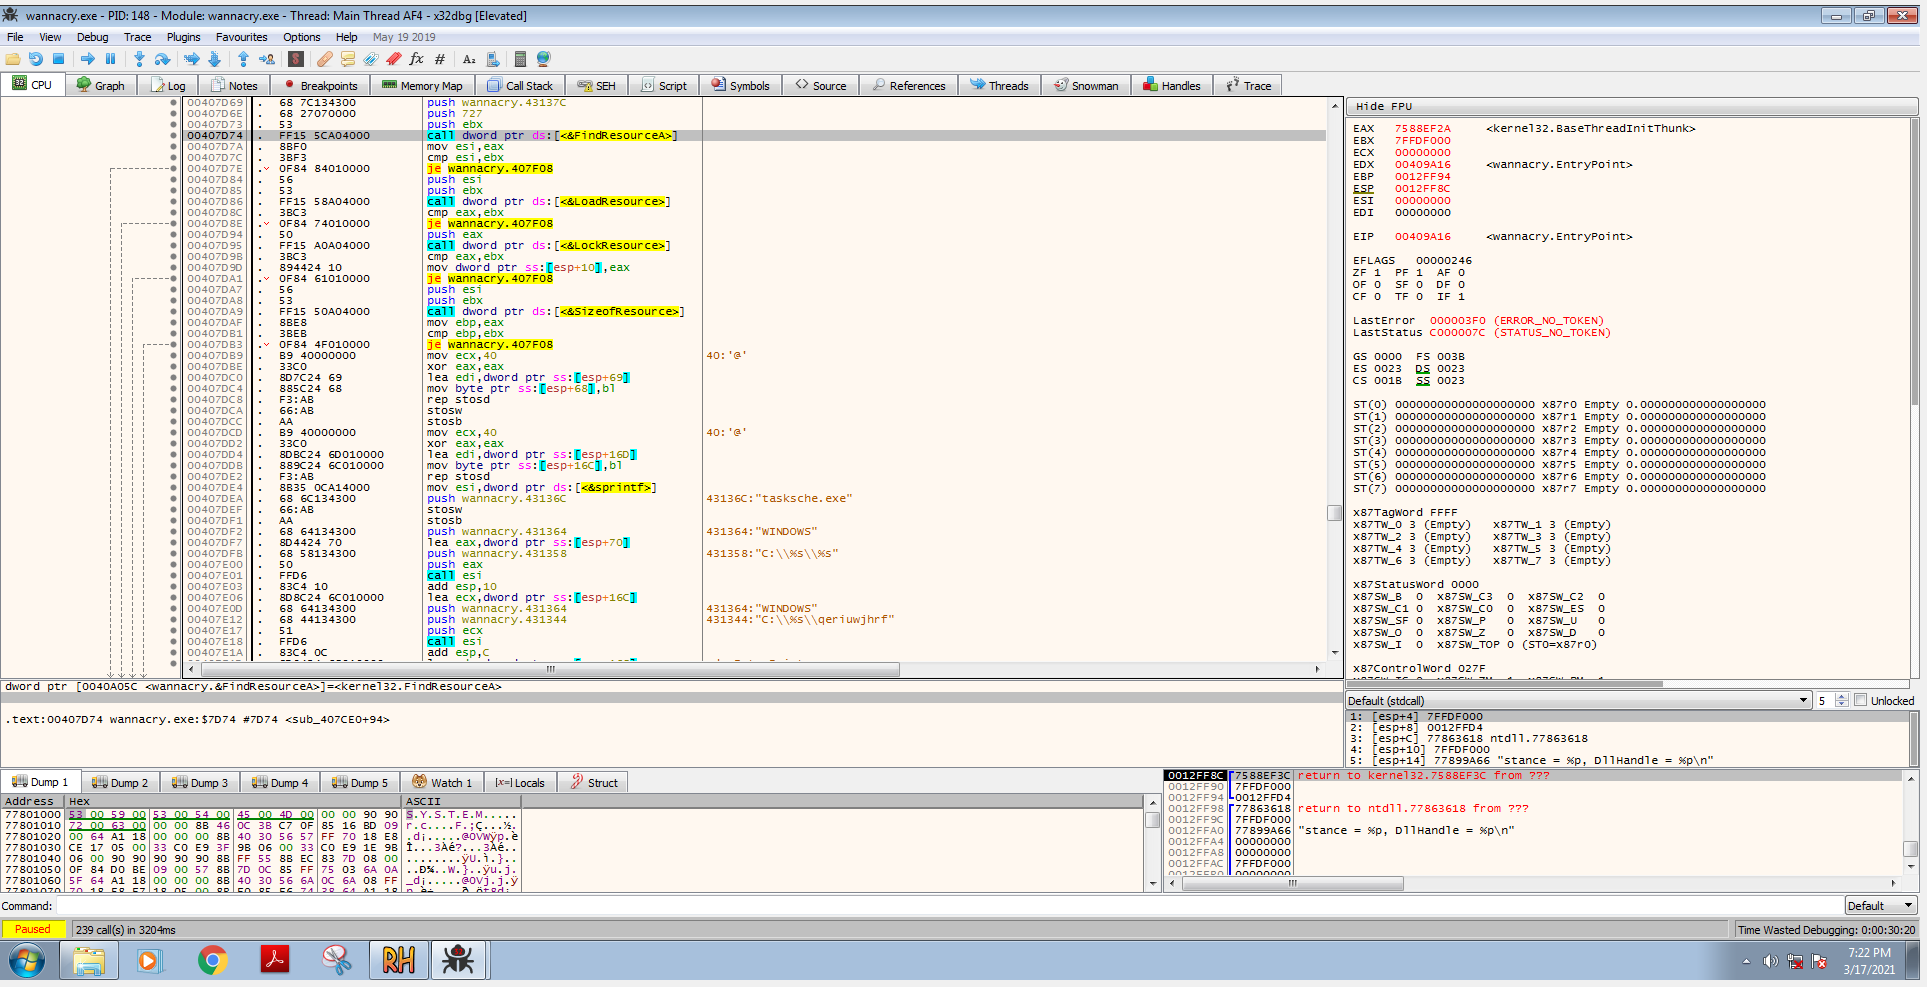 wannacry.exe - PID: 148 - Module: wannacry.exe - Thread: Main Thread AF4 - x32dbg [Elevated]
File View Debug Trace Plugins Favourites Options Help May 19 2019
CPU Graph Log Notes Breakpoints Memory Map Call Stack SEH Script Symbols Source References Threads Snowman Handles Trace
00407D69 . 68 7C134300 push wannacry.43137C
00407D6E . 68 27070000 push 727
00407D73 . 53 push ebx
00407D74 . FF15 5CA04000 call dword ptr ds:[<&FindResourceA>]
00407D7A . 8BF0 mov esi,eax
00407D7C . 3BF3 cmp esi,ebx
00407D7E . 0F84 84010000 je wannacry.407F08
00407D84 . 56 push esi
00407D85 . 53 push ebx
00407D86 . FF15 58A04000 call dword ptr ds:[<&LoadResource>]
00407D8C . 3BC3 cmp eax,ebx
00407D8E . 0F84 74010000 je wannacry.407F08
00407D94 . 50 push eax
00407D95 . FF15 A0A04000 call dword ptr ds:[<&LockResource>]
00407D9B . 3BC3 cmp eax,ebx
00407D9D . 894424 10 mov dword ptr ss:[esp+10],eax
00407DA1 . 0F84 61010000 je wannacry.407F08
00407DA7 . 56 push esi
00407DA8 . 53 push ebx
00407DA9 . FF15 50A04000 call dword ptr ds:[<&SizeofResource>]
00407DAF . 8BE8 mov ebp,eax
00407DB1 . 3BEB cmp ebp,ebx
00407DB3 . 0F84 4F010000 je wannacry.407F08
00407DB9 . B9 40000000 mov ecx,40 40:'@'
00407DBE . 33C0 xor eax,eax
00407DC0 . 8D7C24 69 lea edi,dword ptr ss:[esp+69]
00407DC4 . 885C24 68 mov byte ptr ss:[esp+68],bl
00407DC8 . F3:AB rep stosd
00407DCA . 66:AB stosw
00407DCC . AA stosb
00407DCD . B9 40000000 mov ecx,40 40:'@'
00407DD2 . 33C0 xor eax,eax
00407DD4 . 8DBC24 6D010000 lea edi,dword ptr ss:[esp+16D]
00407DDB . 889C24 6C010000 mov byte ptr ss:[esp+16C],bl
00407DE2 . F3:AB rep stosd
00407DE4 . 8B35 0CA14000 mov esi,dword ptr ds:[<&sprintf>]
00407DEA . 68 6C134300 push wannacry.43136C 43136C:"tasksche.exe"
00407DEF . 66:AB stosw
00407DF1 . AA stosb
00407DF2 . 68 64134300 push wannacry.431364 431364:"WINDOWS"
00407DF7 . 8D4424 70 lea eax,dword ptr ss:[esp+70]
00407DFB . 68 58134300 push wannacry.431358 431358:"C:\\%s\\%s"
00407E00 . 50 push eax
00407E01 . FFD6 call esi
00407E03 . 83C4 10 add esp,10
00407E06 . 8D8C24 6C010000 lea ecx,dword ptr ss:[esp+16C]
00407E0D . 68 64134300 push wannacry.431364 431364:"WINDOWS"
00407E12 . 68 44134300 push wannacry.431344 431344:"C:\\%s\\qeriuwjhrf"
00407E17 . 51 push ecx
00407E18 . FFD6 call esi
00407E1A . 83C4 0C add esp,C
dword ptr [0040A05C <wannacry.&FindResourceA>]=<kernel32.FindResourceA>
.text:00407D74 wannacry.exe:$7D74 #7D74 <sub_407CE0+94>
Hide FPU
EAX 7588EF2A <kernel32.BaseThreadInitThunk>
EBX 7FFDF000
ECX 00000000
EDX 00409A16 <wannacry.EntryPoint>
EBP 0012FF94
ESP 0012FF8C
ESI 00000000
EDI 00000000
EIP 00409A16 <wannacry.EntryPoint>
EFLAGS 00000246
ZF 1 PF 1 AF 0
OF 0 SF 0 DF 0
CF 0 TF 0 IF 1
LastError 000003F0 (ERROR_NO_TOKEN)
LastStatus C000007C (STATUS_NO_TOKEN)
GS 0000 FS 003B
ES 0023 DS 0023
CS 001B SS 0023
ST(0) 00000000000000000000 x87r0 Empty 0.000000000000000000
ST(1) 00000000000000000000 x87r1 Empty 0.000000000000000000
ST(2) 00000000000000000000 x87r2 Empty 0.000000000000000000
ST(3) 00000000000000000000 x87r3 Empty 0.000000000000000000
ST(4) 00000000000000000000 x87r4 Empty 0.000000000000000000
ST(5) 00000000000000000000 x87r5 Empty 0.000000000000000000
ST(6) 00000000000000000000 x87r6 Empty 0.000000000000000000
ST(7) 00000000000000000000 x87r7 Empty 0.000000000000000000
x87TagWord FFFF
x87TW_0 3 (Empty) x87TW_1 3 (Empty)
x87TW_2 3 (Empty) x87TW_3 3 (Empty)
x87TW_4 3 (Empty) x87TW_5 3 (Empty)
x87TW_6 3 (Empty) x87TW_7 3 (Empty)
x87StatusWord 0000
x87SW_B 0 x87SW_C3 0 x87SW_C2 0
x87SW_C1 0 x87SW_C0 0 x87SW_ES 0
x87SW_SF 0 x87SW_P 0 x87SW_U 0
x87SW_O 0 x87SW_Z 0 x87SW_D 0
x87SW_I 0 x87SW_TOP 0 (ST0=x87r0)
x87ControlWord 027F
Default (stdcall) 5 Unlocked
1: [esp+4] 7FFDF000
2: [esp+8] 0012FFD4
3: [esp+C] 77863618 ntdll.77863618
4: [esp+10] 7FFDF000
5: [esp+14] 77899A66 "stance = %p, DllHandle = %p\n"
Dump 1 Dump 2 Dump 3 Dump 4 Dump 5 Watch 1 Locals Struct
Address Hex ASCII
77801000 53 00 59 00 53 00 54 00 45 00 4D 00 00 00 90 90 S.Y.S.T.E.M.....
77801010 72 00 63 00 00 00 8B 46 0C 3B C7 0F 85 16 BD 09 r.c....F.;Ç...½.
77801020 00 64 A1 18 00 00 00 8B 40 30 56 57 FF 70 18 E8 .d¡.....@0VWÿp.è
77801030 CE 17 05 00 33 C0 E9 3F 9B 06 00 33 C0 E9 1E 9B Î...3Àé?...3Àé..
77801040 06 00 90 90 90 90 90 8B FF 55 8B EC 83 7D 08 00 ........ÿU.ì.}..
77801050 0F 84 D0 BE 09 00 57 8B 7D 0C 85 FF 75 03 6A 0A ..Ð¾..W.}..ÿu.j.
77801060 5F 64 A1 18 00 00 00 8B 40 30 56 6A 0C 6A 08 FF _d¡.....@0Vj.j.ÿ
0012FF8C 7588EF3C return to kernel32.7588EF3C from ???
0012FF90 7FFDF000
0012FF94 0012FFD4
0012FF98 77863618 return to ntdll.77863618 from ???
0012FF9C 7FFDF000
0012FFA0 77899A66 "stance = %p, DllHandle = %p\n"
0012FFA4 00000000
0012FFA8 00000000
0012FFAC 7FFDF000
Command: Default
Paused 239 call(s) in 3204ms Time Wasted Debugging: 0:00:30:20
RH
7:22 PM
3/17/2021